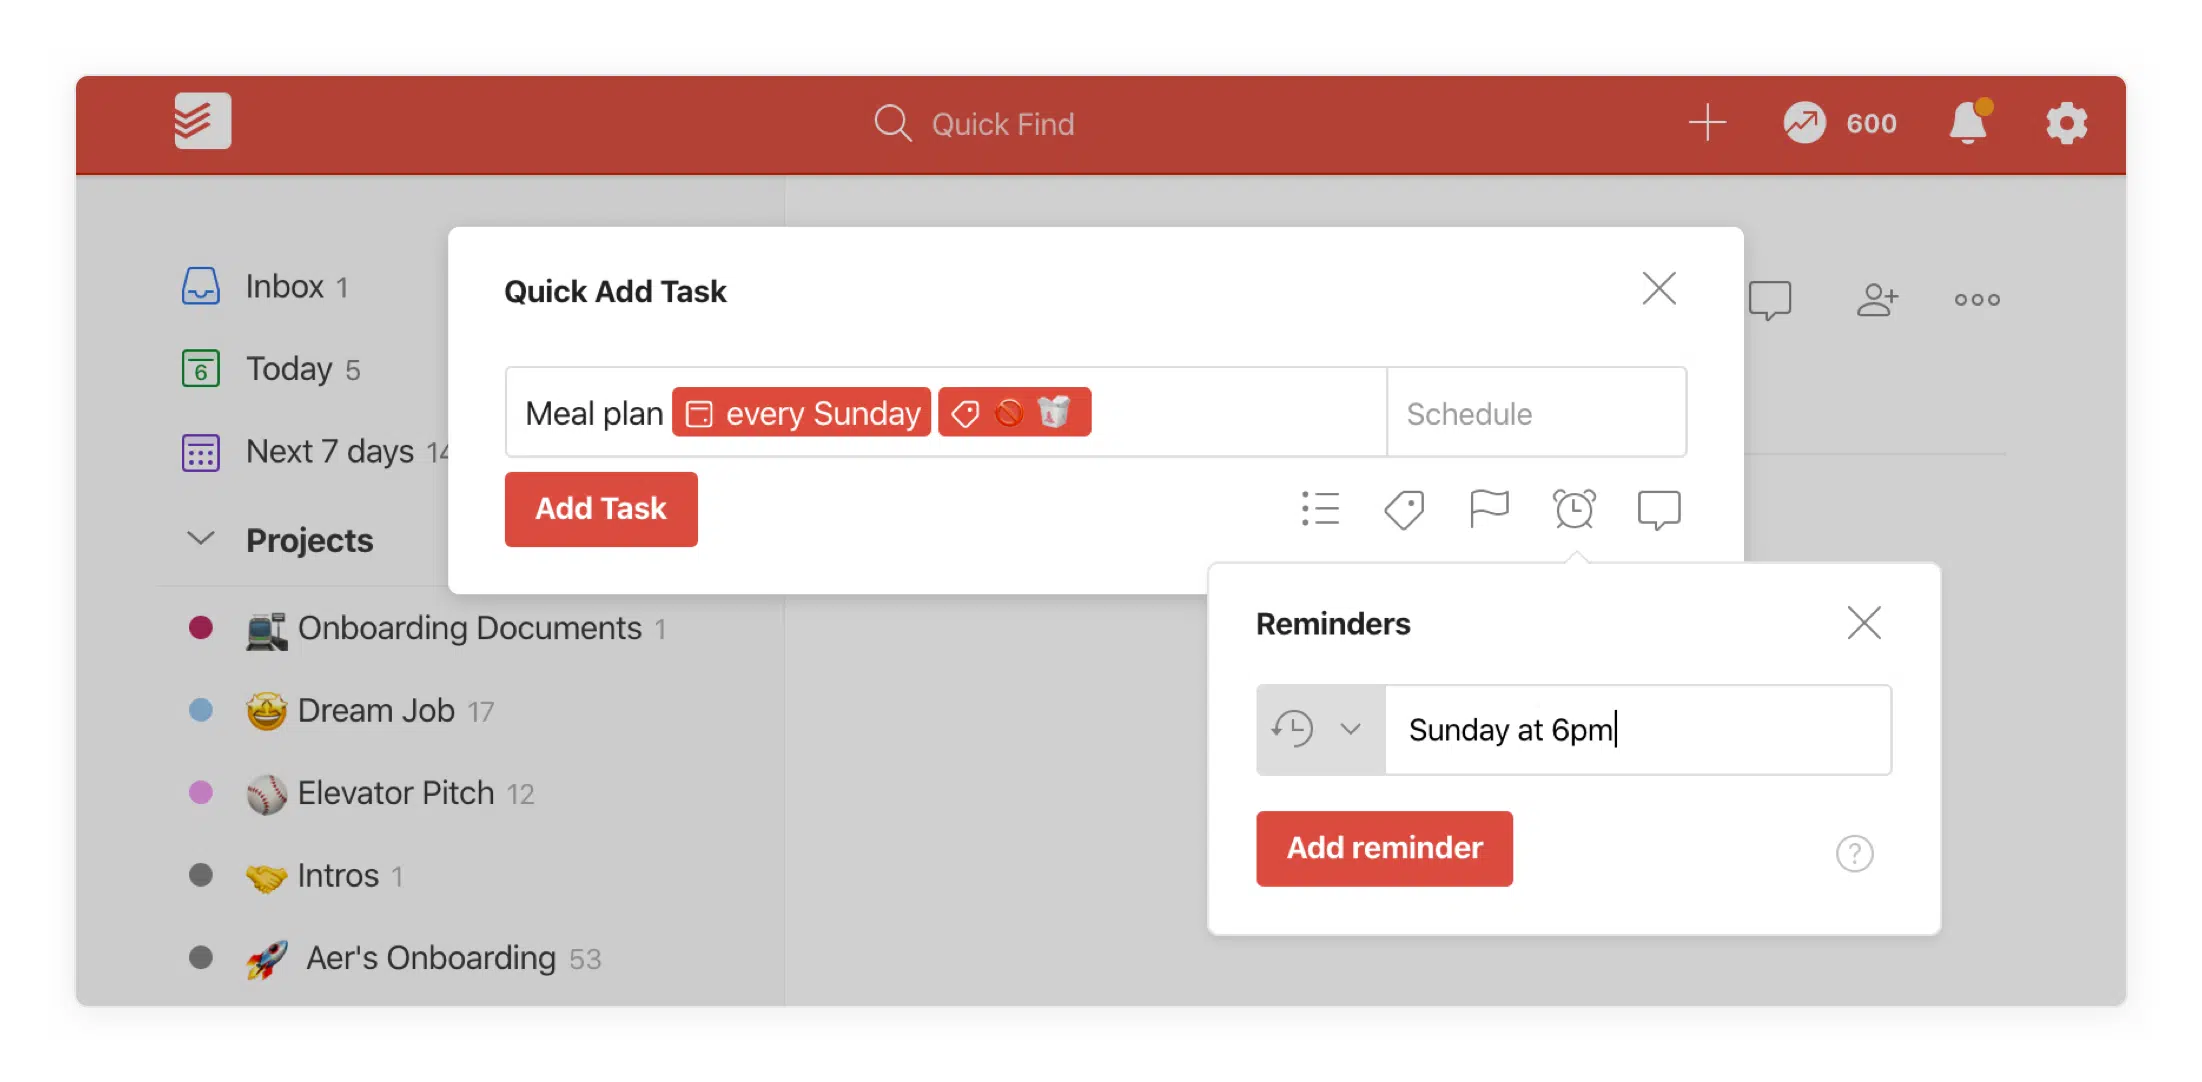 Quick Find
600
Inbox 1
6 Today 5
Next 7 days 14
Projects
Onboarding Documents 1
Dream Job 17
Elevator Pitch 12
Intros 1
Aer's Onboarding 53
Quick Add Task
Meal plan every Sunday
Schedule
Add Task
Reminders
Sunday at 6pm
Add reminder
?